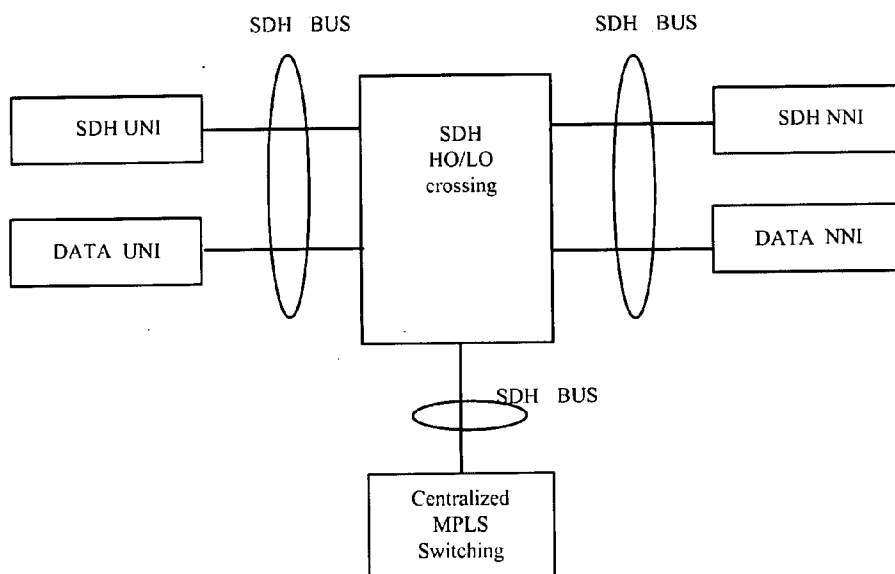 SDH BUS
SDH BUS
SDH UNI
SDH
HO/LO
crossing
SDH NNI
DATA UNI
DATA NNI
SDH BUS
Centralized
MPLS
Switching